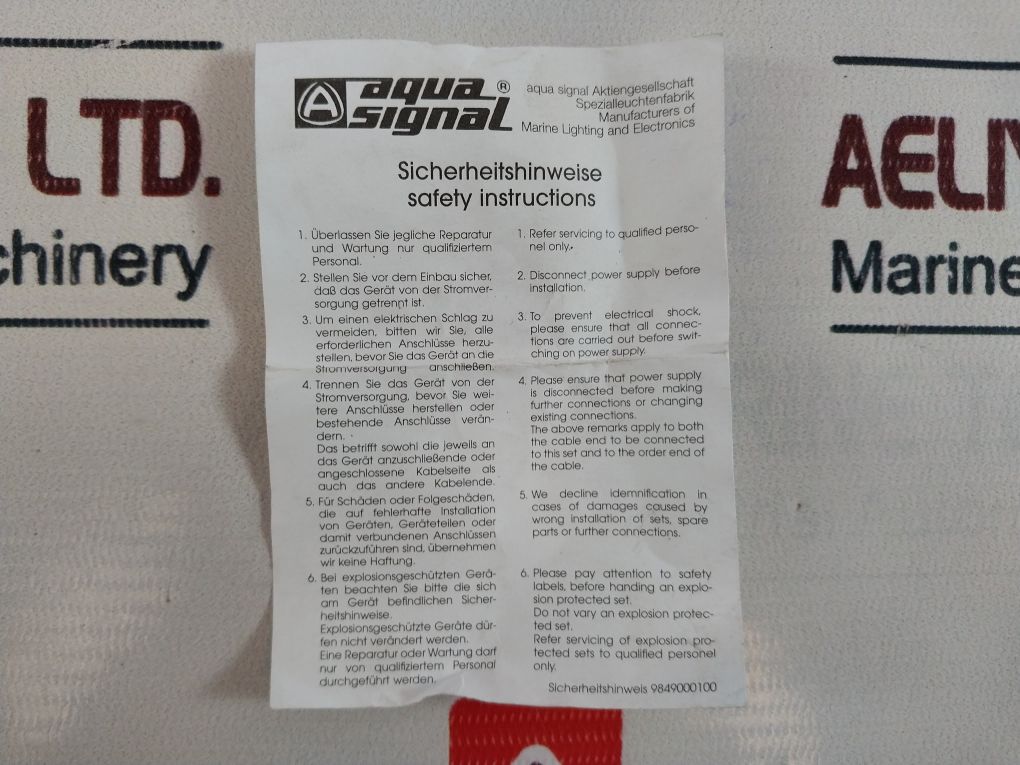 aqua
signal ®
aqua signal Aktiengesellschaft
Spezialleuchtenfabrik
Manufacturers of
Marine Lighting and Electronics
Sicherheitshinweise
safety instructions
1. Überlassen Sie jegliche Reparatur
und Wartung nur qualifiziertem
Personal.
2. Stellen Sie vor dem Einbau sicher,
daß das Gerät von der Stromver-
sorgung getrennt ist.
3. Um einen elektrischen Schlag zu
vermeiden, bitten wir Sie, alle
erforderlichen Anschlüsse herzu-
stellen, bevor Sie das Gerät an die
Stromversorgung anschließen.
4. Trennen Sie das Gerät von der
Stromversorgung, bevor Sie wei-
tere Anschlüsse herstellen oder
bestehende Anschlüsse verän-
dern.
Das betrifft sowohl die jeweils an
das Gerät anzuschließende oder
angeschlossene Kabelseite als
auch das andere Kabelende.
5. Für Schäden oder Folgeschäden,
die auf fehlerhafte Installation
von Geräten, Geräteteilen oder
damit verbundenen Anschlüssen
zurückzuführen sind, übernehmen
wir keine Haftung.
6. Bei explosionsgeschützten Gerä-
ten beachten Sie bitte die sich
am Gerät befindlichen Sicher-
heitshinweise.
Explosionsgeschützte Geräte dür-
fen nicht verändert werden.
Eine Reparatur oder Wartung darf
nur von qualifiziertem Personal
durchgeführt werden.
1. Refer servicing to qualified perso-
nel only.
2. Disconnect power supply before
installation.
3. To prevent electrical shock,
please ensure that all connec-
tions are carried out before swit-
ching on power supply.
4. Please ensure that power supply
is disconnected before making
further connections or changing
existing connections.
The above remarks apply to both
the cable end to be connected
to this set and to the order end of
the cable.
5. We decline idemnification in
cases of damages caused by
wrong installation of sets, spare
parts or further connections.
6. Please pay attention to safety
labels, before handing an explo-
sion protected set.
Do not vary an explosion protec-
ted set.
Refer servicing of explosion pro-
tected sets to qualified personel
only.
Sicherheitshinweis 9849000100
LTD.
chinery
AELIY
Marine